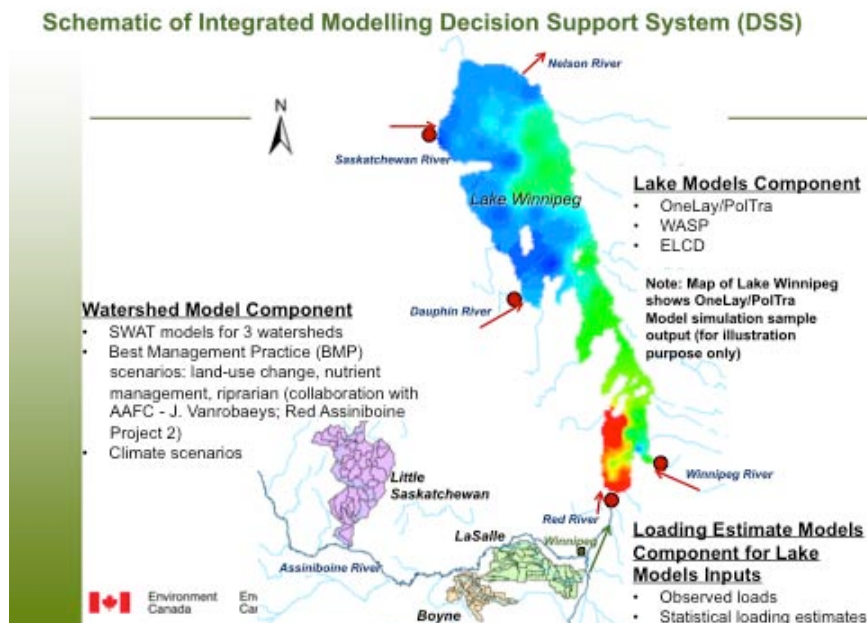 Schematic of Integrated Modelling Decision Support System (DSS)
Nelson River
N
Saskatchewan River
Lake Winnipeg
Lake Models Component
• OneLay/PolTra
• WASP
• ELCD
Note: Map of Lake Winnipeg
shows OneLay/PolTra
Model simulation sample
output (for illustration
purpose only)
Dauphin River
Watershed Model Component
• SWAT models for 3 watersheds
• Best Management Practice (BMP)
scenarios: land-use change, nutrient
management, riprarian (collaboration with
AAFC - J. Vanrobaeys; Red Assiniboine
Project 2)
• Climate scenarios
Little
Saskatchewan
Winnipeg River
Red River
LaSalle
Winnipeg
Assiniboine River
Boyne
Loading Estimate Models
Component for Lake
Models Inputs
• Observed loads
• Statistical loading estimates
Environment
Canada
En
Ca